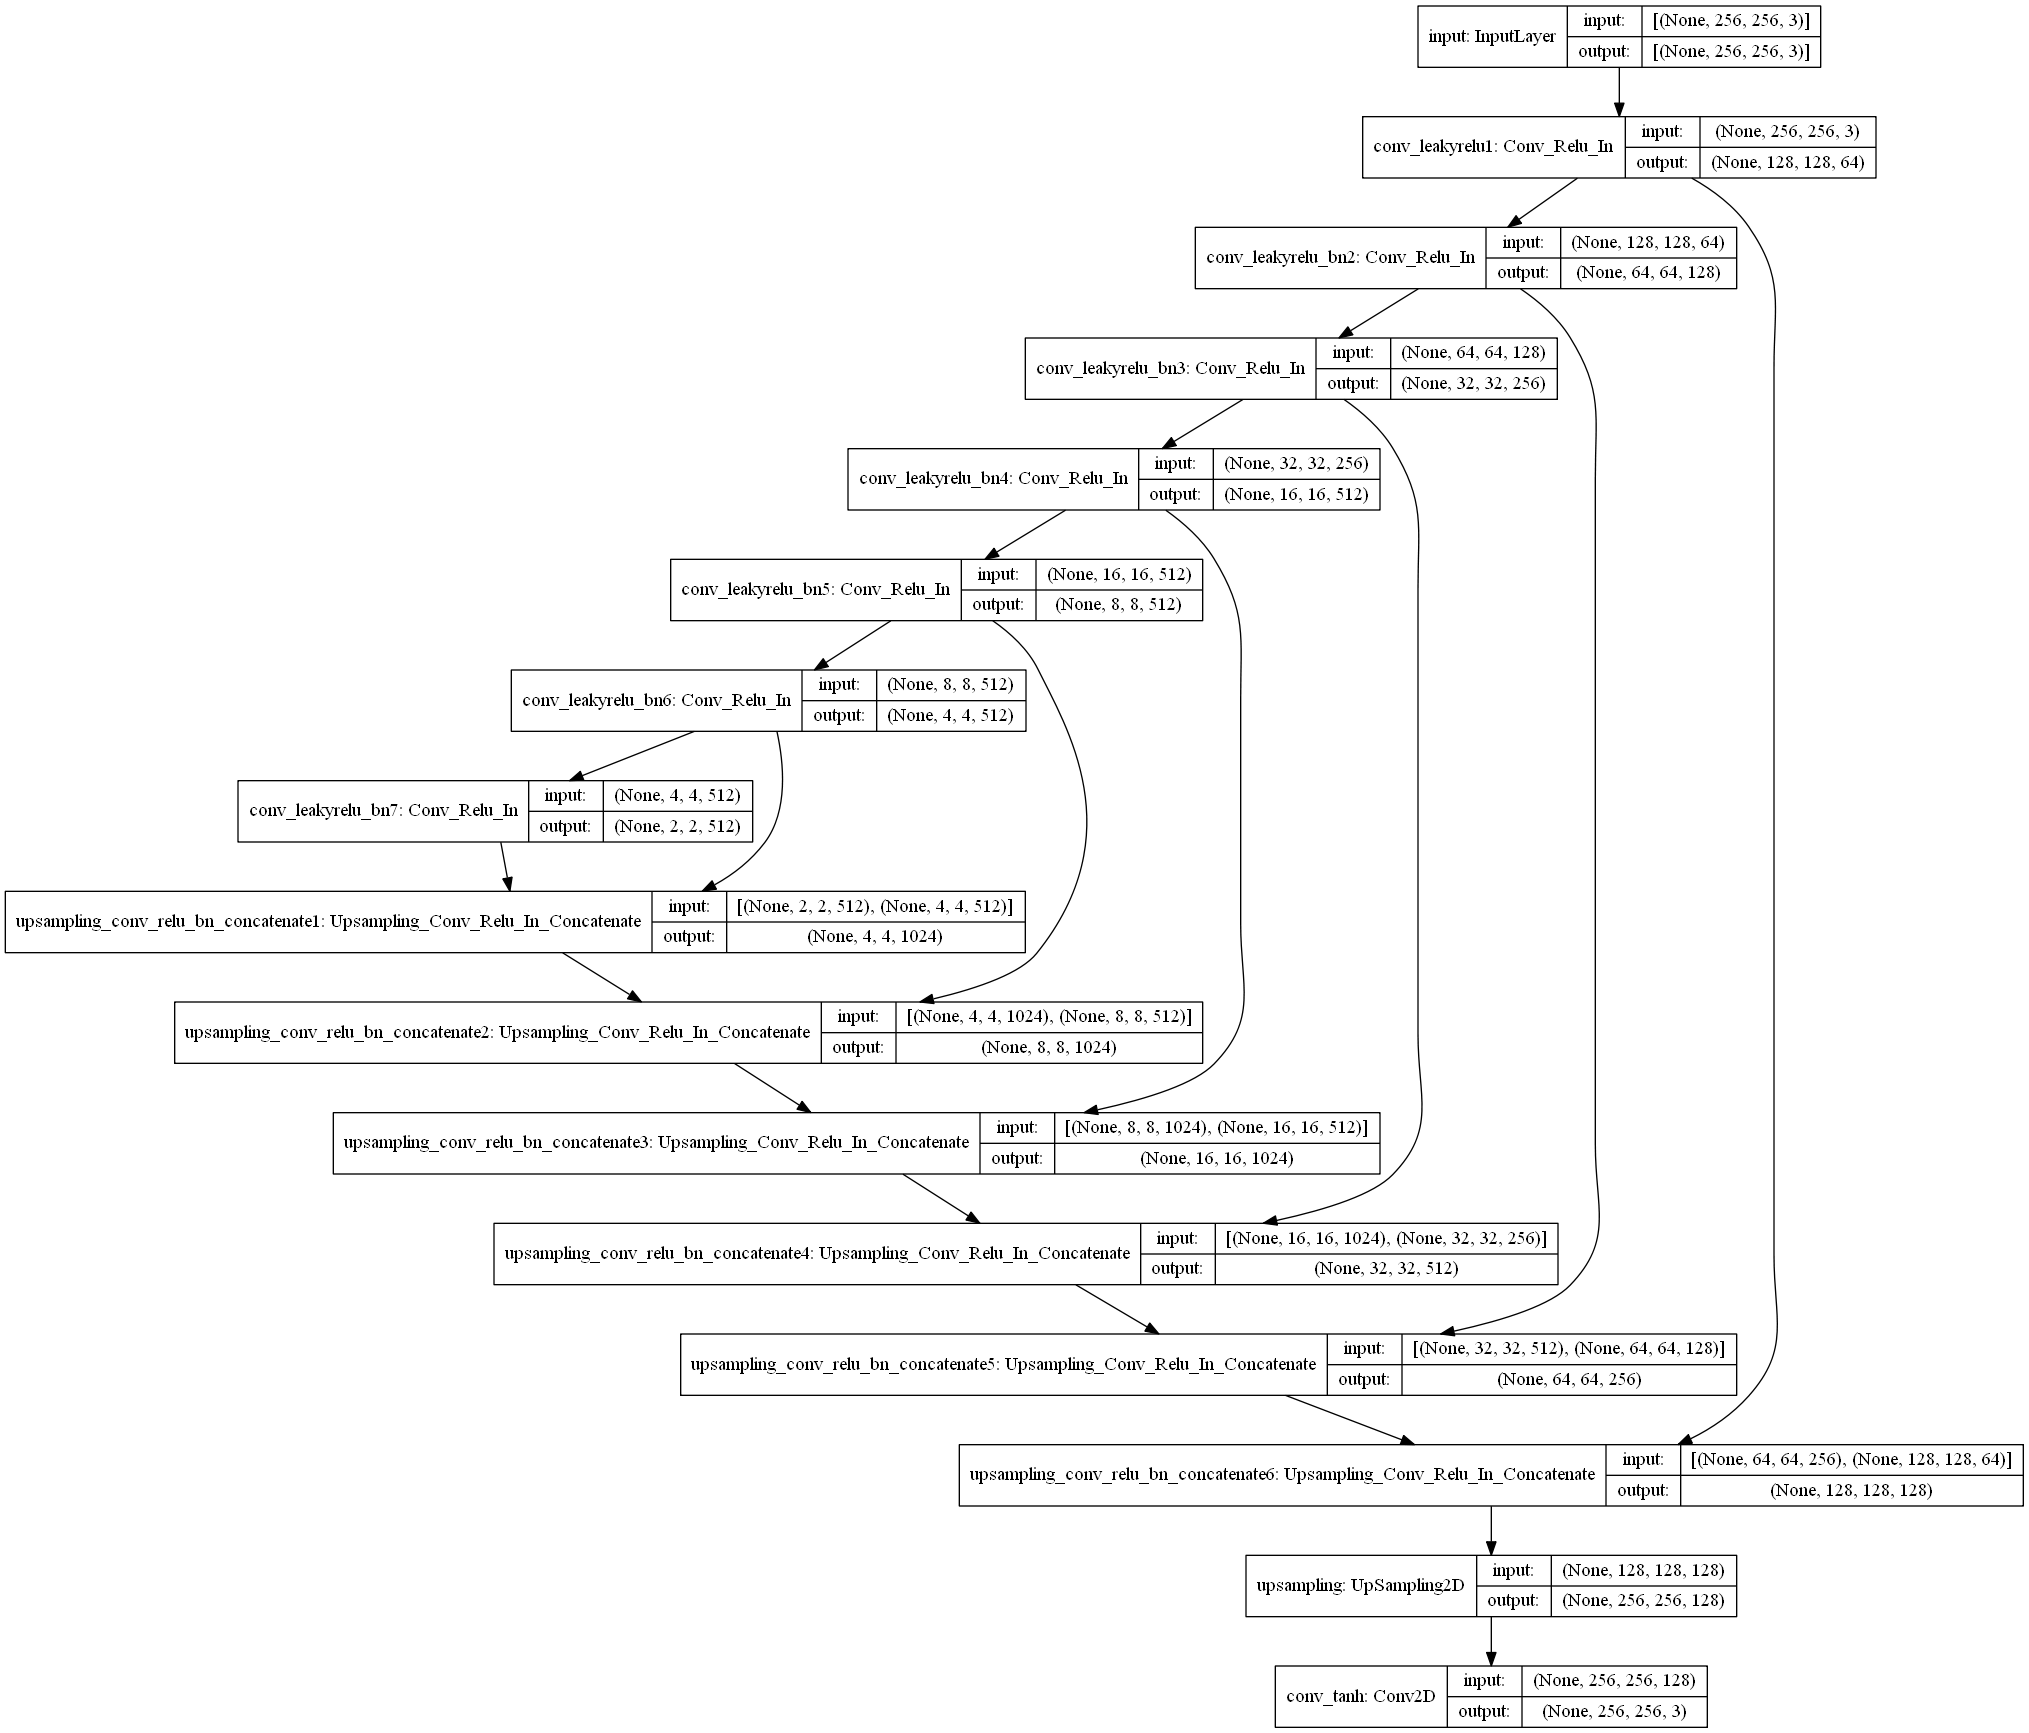 input: InputLayer
input: [(None, 256, 256, 3)]
output: [(None, 256, 256, 3)]
conv_leakyrelu1: Conv_Relu_In
input: (None, 256, 256, 3)
output: (None, 128, 128, 64)
conv_leakyrelu_bn2: Conv_Relu_In
input: (None, 128, 128, 64)
output: (None, 64, 64, 128)
conv_leakyrelu_bn3: Conv_Relu_In
input: (None, 64, 64, 128)
output: (None, 32, 32, 256)
conv_leakyrelu_bn4: Conv_Relu_In
input: (None, 32, 32, 256)
output: (None, 16, 16, 512)
conv_leakyrelu_bn5: Conv_Relu_In
input: (None, 16, 16, 512)
output: (None, 8, 8, 512)
conv_leakyrelu_bn6: Conv_Relu_In
input: (None, 8, 8, 512)
output: (None, 4, 4, 512)
conv_leakyrelu_bn7: Conv_Relu_In
input: (None, 4, 4, 512)
output: (None, 2, 2, 512)
upsampling_conv_relu_bn_concatenate1: Upsampling_Conv_Relu_In_Concatenate
input: [(None, 2, 2, 512), (None, 4, 4, 512)]
output: (None, 4, 4, 1024)
upsampling_conv_relu_bn_concatenate2: Upsampling_Conv_Relu_In_Concatenate
input: [(None, 4, 4, 1024), (None, 8, 8, 512)]
output: (None, 8, 8, 1024)
upsampling_conv_relu_bn_concatenate3: Upsampling_Conv_Relu_In_Concatenate
input: [(None, 8, 8, 1024), (None, 16, 16, 512)]
output: (None, 16, 16, 1024)
upsampling_conv_relu_bn_concatenate4: Upsampling_Conv_Relu_In_Concatenate
input: [(None, 16, 16, 1024), (None, 32, 32, 256)]
output: (None, 32, 32, 512)
upsampling_conv_relu_bn_concatenate5: Upsampling_Conv_Relu_In_Concatenate
input: [(None, 32, 32, 512), (None, 64, 64, 128)]
output: (None, 64, 64, 256)
upsampling_conv_relu_bn_concatenate6: Upsampling_Conv_Relu_In_Concatenate
input: [(None, 64, 64, 256), (None, 128, 128, 64)]
output: (None, 128, 128, 128)
upsampling: UpSampling2D
input: (None, 128, 128, 128)
output: (None, 256, 256, 128)
conv_tanh: Conv2D
input: (None, 256, 256, 128)
output: (None, 256, 256, 3)